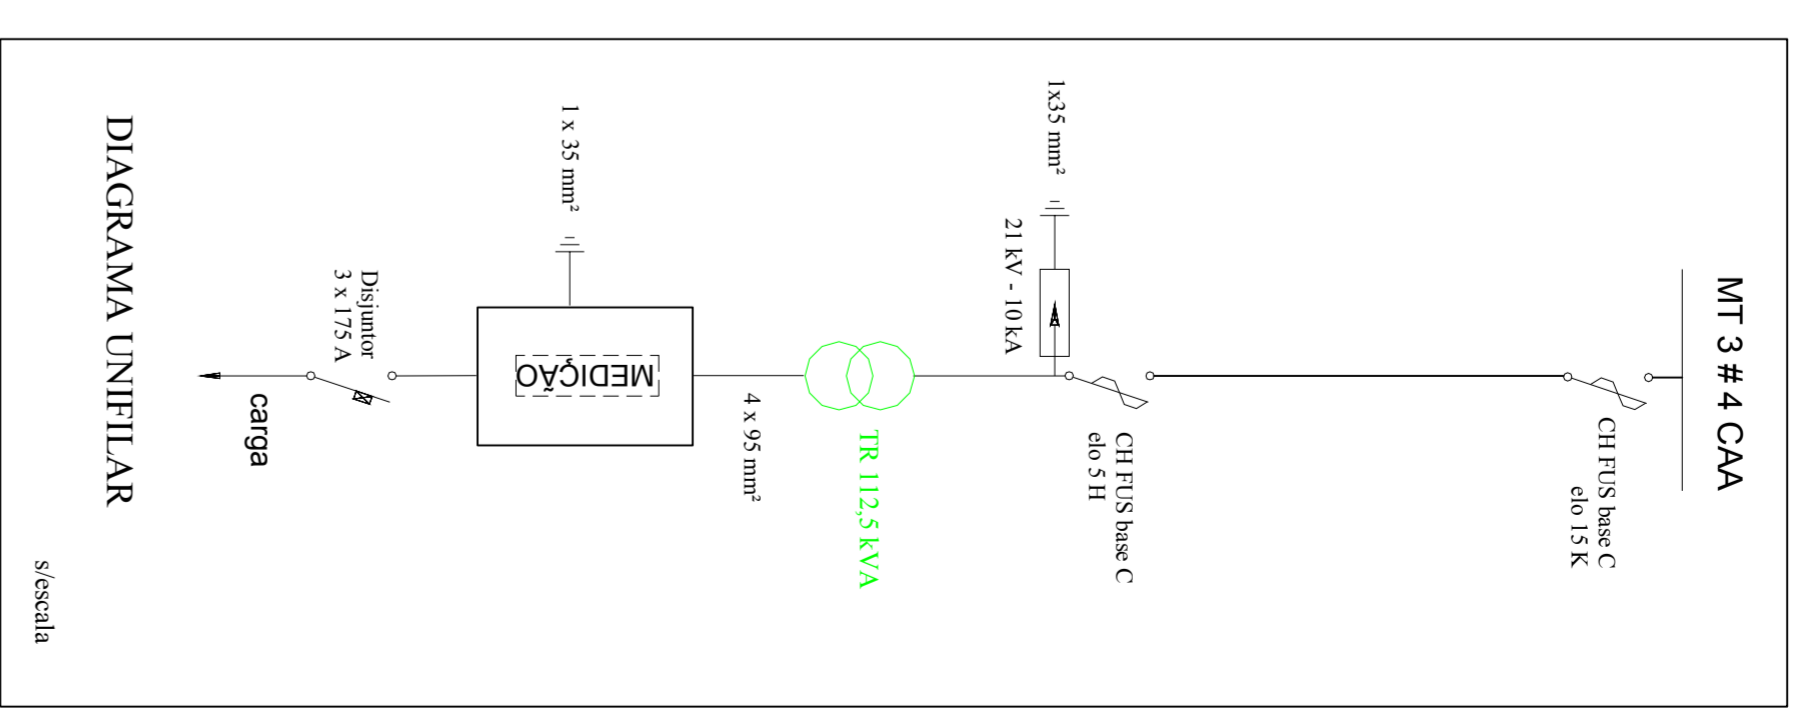 MT 3 # 4 CAA
CH FUS base C
elo 15 K
CH FUS base C
elo 5 H
1x35 mm²
21 kV - 10 kA
TR 112,5 kVA
4 x 95 mm²
MEDIÇÃO
1 x 35 mm²
Disjuntor
3 x 175 A
carga
DIAGRAMA UNIFILAR
s/escala